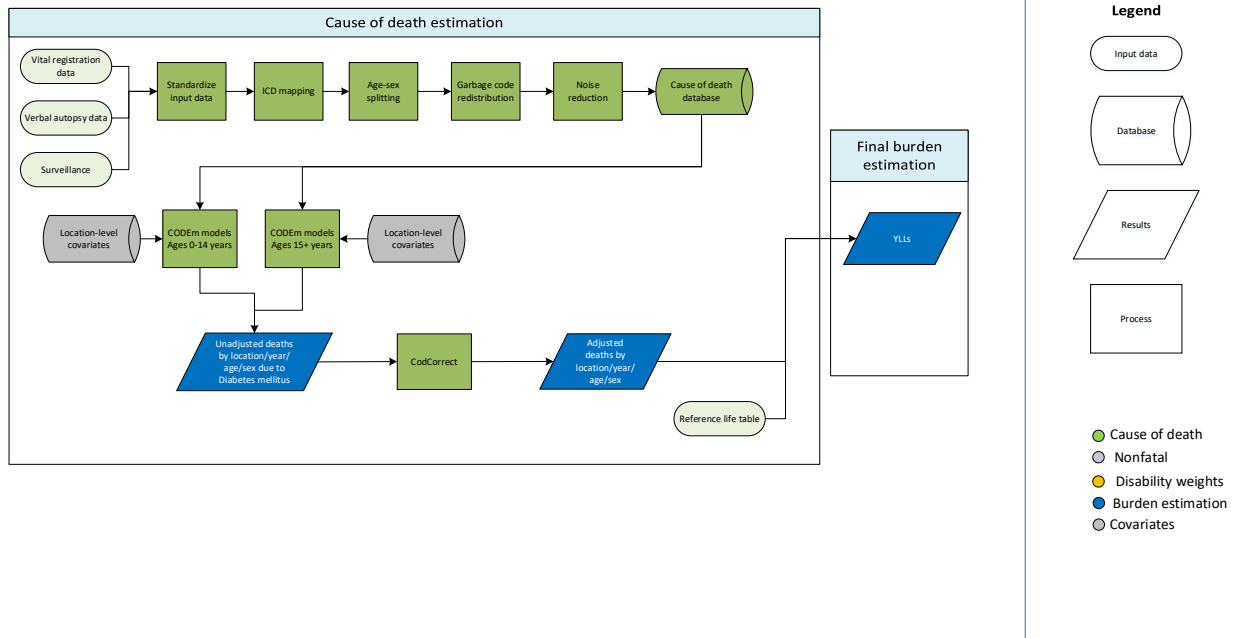 Cause of death estimation
Vital registration
data
Verbal autopsy data
Surveillance
Standardize
input data
ICD mapping
Age-sex
splitting
Garbage code
redistribution
Noise
reduction
Cause of death
database
Location-level
covariates
CODEm models
Ages 0-14 years
CODEm models
Ages 15+ years
Location-level
covariates
Unadjusted deaths
by location/year/
age/sex due to
Diabetes mellitus
CodCorrect
Adjusted
deaths by
location/year/
age/sex
Reference life table
Final burden
estimation
YLLs
Legend
Input data
Database
Results
Process
Cause of death
Nonfatal
Disability weights
Burden estimation
Covariates